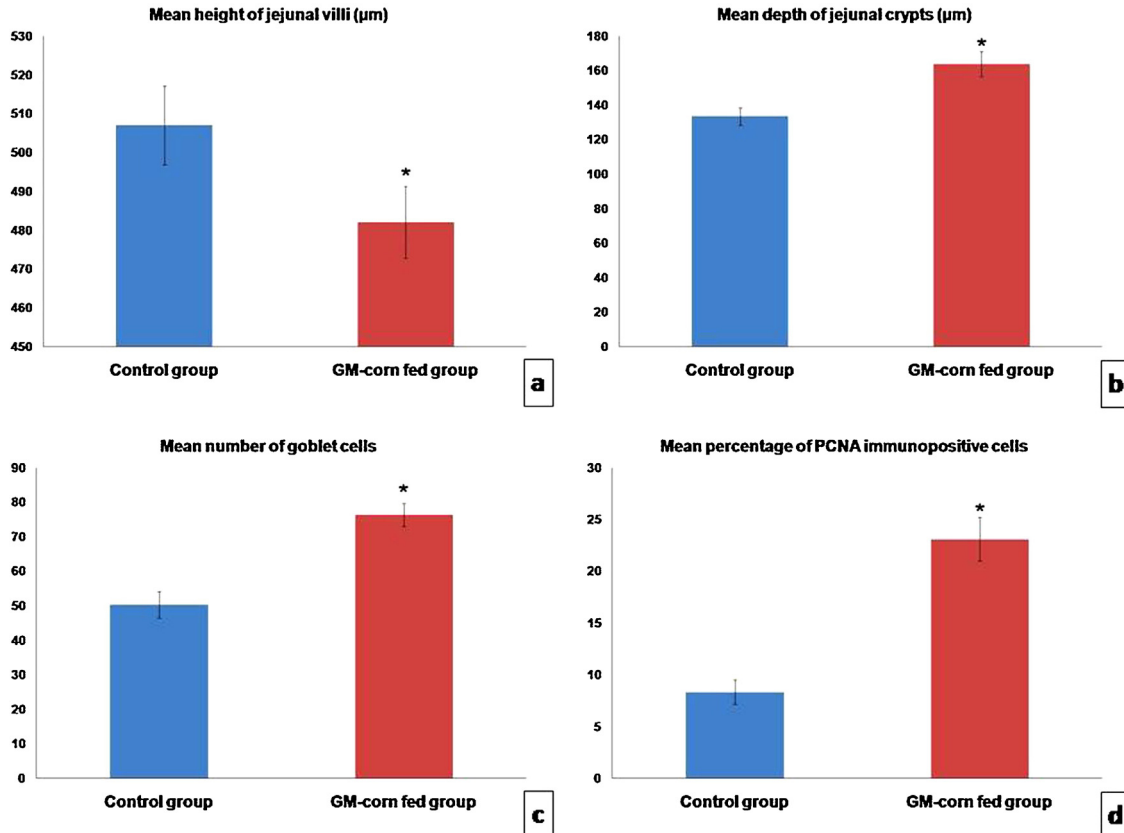 Mean height of jejunal villi (µm)
530
520
510
500
490
480
470
460
450
*
Control group
GM-corn fed group
a
Mean depth of jejunal crypts (µm)
180
160
140
120
100
80
60
40
20
0
*
Control group
GM-corn fed group
b
Mean number of goblet cells
90
80
70
60
50
40
30
20
10
0
*
Control group
GM-corn fed group
c
Mean percentage of PCNA immunopositive cells
30
25
20
15
10
5
0
*
Control group
GM-corn fed group
d